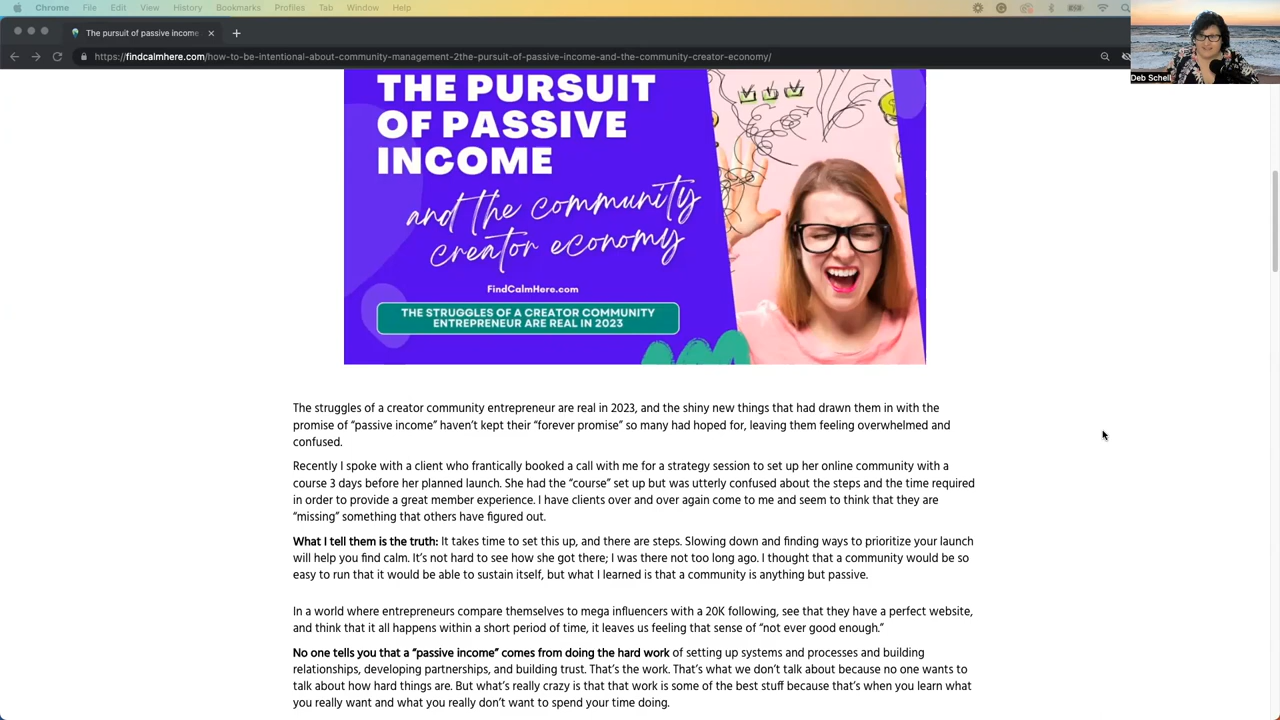 Chrome File Edit View History Bookmarks Profiles Tab Window Help
The pursuit of passive income
https://findcalmhere.com/how-to-be-intentional-about-community-management-2the-pursuit-of-passive-income-and-the-community-creator-economy/
Deb Schell
THE PURSUIT
OF PASSIVE
INCOME
and the community
creator economy
FindCalmHere.com
THE STRUGGLES OF A CREATOR COMMUNITY
ENTREPRENEUR ARE REAL IN 2023
The struggles of a creator community entrepreneur are real in 2023, and the shiny new things that had drawn them in with the
promise of “passive income” haven’t kept their “forever promise” so many had hoped for, leaving them feeling overwhelmed and
confused.
Recently I spoke with a client who frantically booked a call with me for a strategy session to set up her online community with a
course 3 days before her planned launch. She had the “course” set up but was utterly confused about the steps and the time required
in order to provide a great member experience. I have clients over and over again come to me and seem to think that they are
“missing” something that others have figured out.
What I tell them is the truth: It takes time to set this up, and there are steps. Slowing down and finding ways to prioritize your launch
will help you find calm. It’s not hard to see how she got there; I was there not too long ago. I thought that a community would be so
easy to run that it would be able to sustain itself, but what I learned is that a community is anything but passive.
In a world where entrepreneurs compare themselves to mega influencers with a 20K following, see that they have a perfect website,
and think that it all happens within a short period of time, it leaves us feeling that sense of “not ever good enough.”
No one tells you that a “passive income” comes from doing the hard work of setting up systems and processes and building
relationships, developing partnerships, and building trust. That’s the work. That’s what we don’t talk about because no one wants to
talk about how hard things are. But what’s really crazy is that that work is some of the best stuff because that’s when you learn what
you really want and what you really don’t want to spend your time doing.